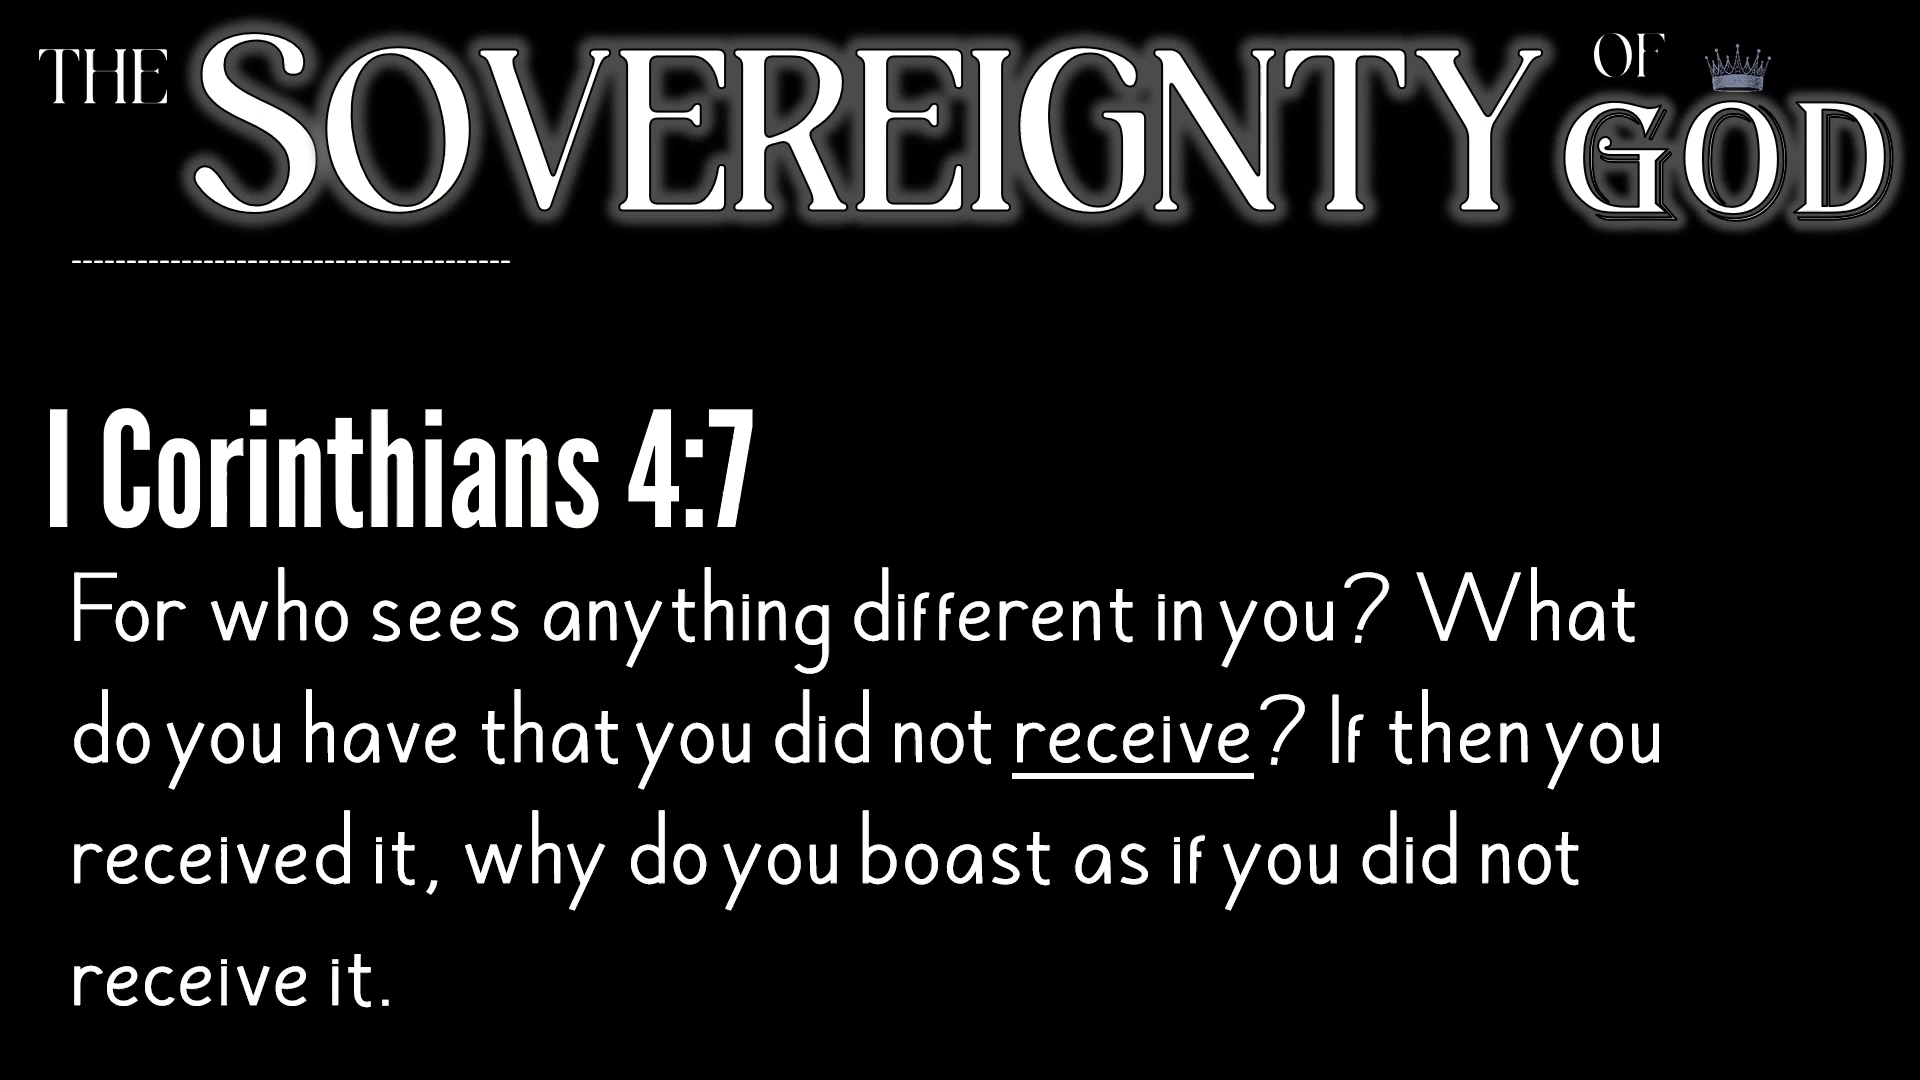 THE SOVEREIGNTY OF GOD
----------------------------------------
I Corinthians 4:7
For who sees anything different in you? What
do you have that you did not receive? If then you
received it, why do you boast as if you did not
receive it.